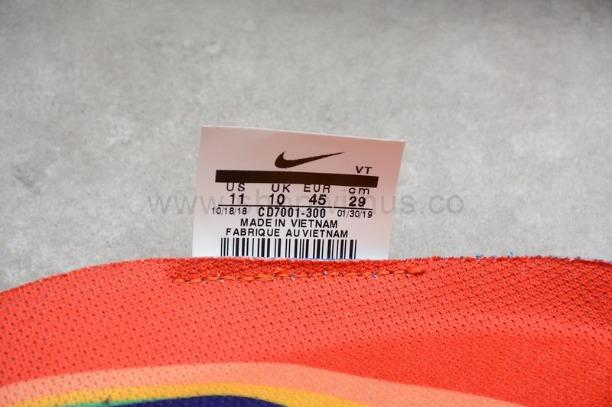 VT
US UK EUR cm
11 10 45 29
10/18/18 CD7001-300 01/30/19
MADE IN VIETNAM
FABRIQUE AU VIETNAM